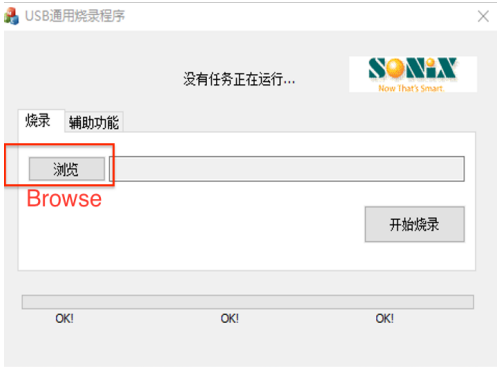 USB通用烧录程序
没有任务正在运行...
SONiX
Now That's Smart.
烧录 辅助功能
浏览
Browse
开始烧录
OK! OK! OK!